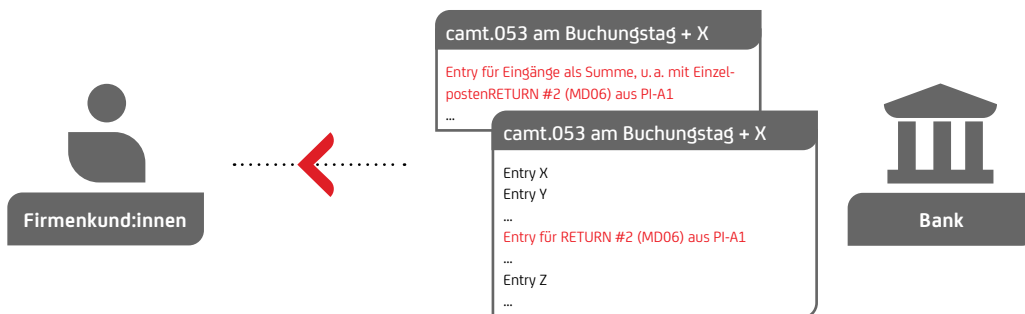 camt.053 am Buchungstag + X
Entry für Eingänge als Summe, u. a. mit Einzel-
postenRETURN #2 (MD06) aus PI-A1
...
camt.053 am Buchungstag + X
Entry X
Entry Y
...
Entry für RETURN #2 (MD06) aus PI-A1
...
Entry Z
...
Firmenkund:innen
Bank